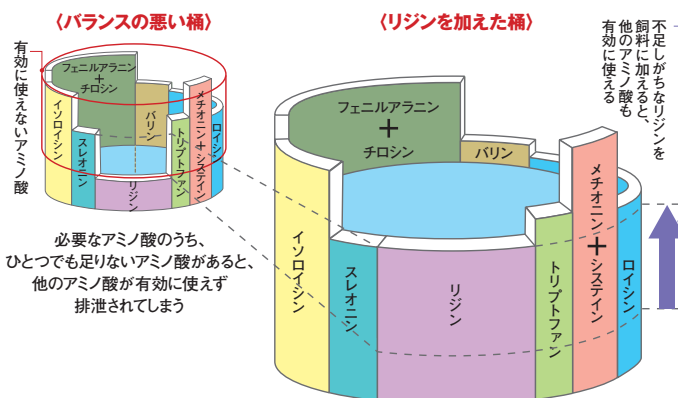 〈バランスの悪い桶〉
有効に使えないアミノ酸
フェニルアラニン
+
チロシン
バリン
イソロイシン
スレオニン
リジン
トリプトファン
メチオニン+システイン
ロイシン
必要なアミノ酸のうち、
ひとつでも足りないアミノ酸があると、
他のアミノ酸が有効に使えず
排泄されてしまう
〈リジンを加えた桶〉
フェニルアラニン
+
チロシン
バリン
イソロイシン
スレオニン
リジン
トリプトファン
メチオニン+システイン
ロイシン
不足しがちなリジンを
飼料に加えると、
他のアミノ酸も
有効に使える